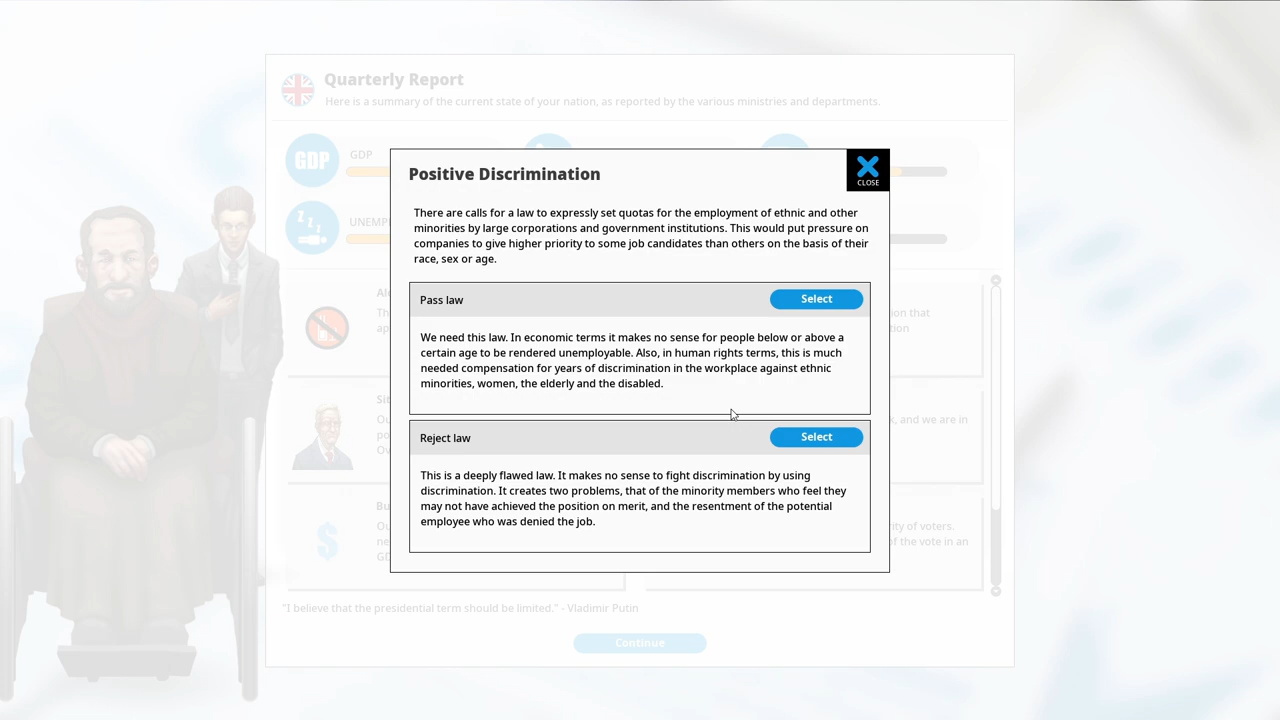 Quarterly Report
Here is a summary of the current state of your nation, as reported by the various ministries and departments.
GDP
GDP
UNEMP
Positive Discrimination
CLOSE
There are calls for a law to expressly set quotas for the employment of ethnic and other
minorities by large corporations and government institutions. This would put pressure on
companies to give higher priority to some job candidates than others on the basis of their
race, sex or age.
Pass law
Select
We need this law. In economic terms it makes no sense for people below or above a
certain age to be rendered unemployable. Also, in human rights terms, this is much
needed compensation for years of discrimination in the workplace against ethnic
minorities, women, the elderly and the disabled.
Reject law
Select
This is a deeply flawed law. It makes no sense to fight discrimination by using
discrimination. It creates two problems, that of the minority members who feel they
may not have achieved the position on merit, and the resentment of the potential
employee who was denied the job.
"I believe that the presidential term should be limited." - Vladimir Putin
Continue